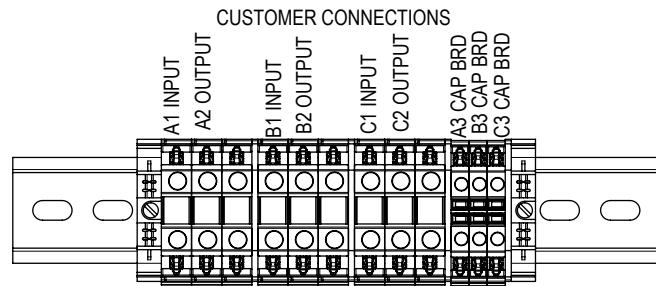 CUSTOMER CONNECTIONS
A1 INPUT
A2 OUTPUT
B1 INPUT
B2 OUTPUT
C1 INPUT
C2 OUTPUT
A3 CAP BRD
B3 CAP BRD
C3 CAP BRD